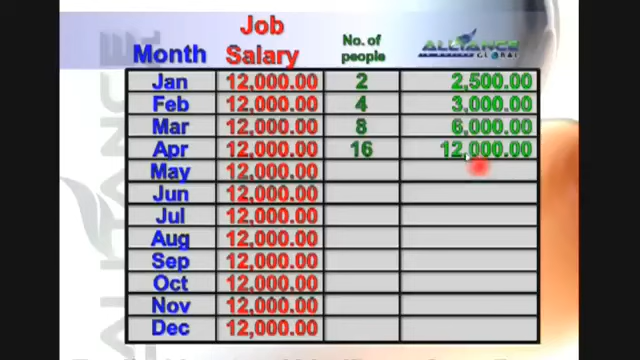 Job
Month Salary No. of people ALLIANCE GLOBAL
Jan 12,000.00 2 2,500.00
Feb 12,000.00 4 3,000.00
Mar 12,000.00 8 6,000.00
Apr 12,000.00 16 12,000.00
May 12,000.00
Jun 12,000.00
Jul 12,000.00
Aug 12,000.00
Sep 12,000.00
Oct 12,000.00
Nov 12,000.00
Dec 12,000.00